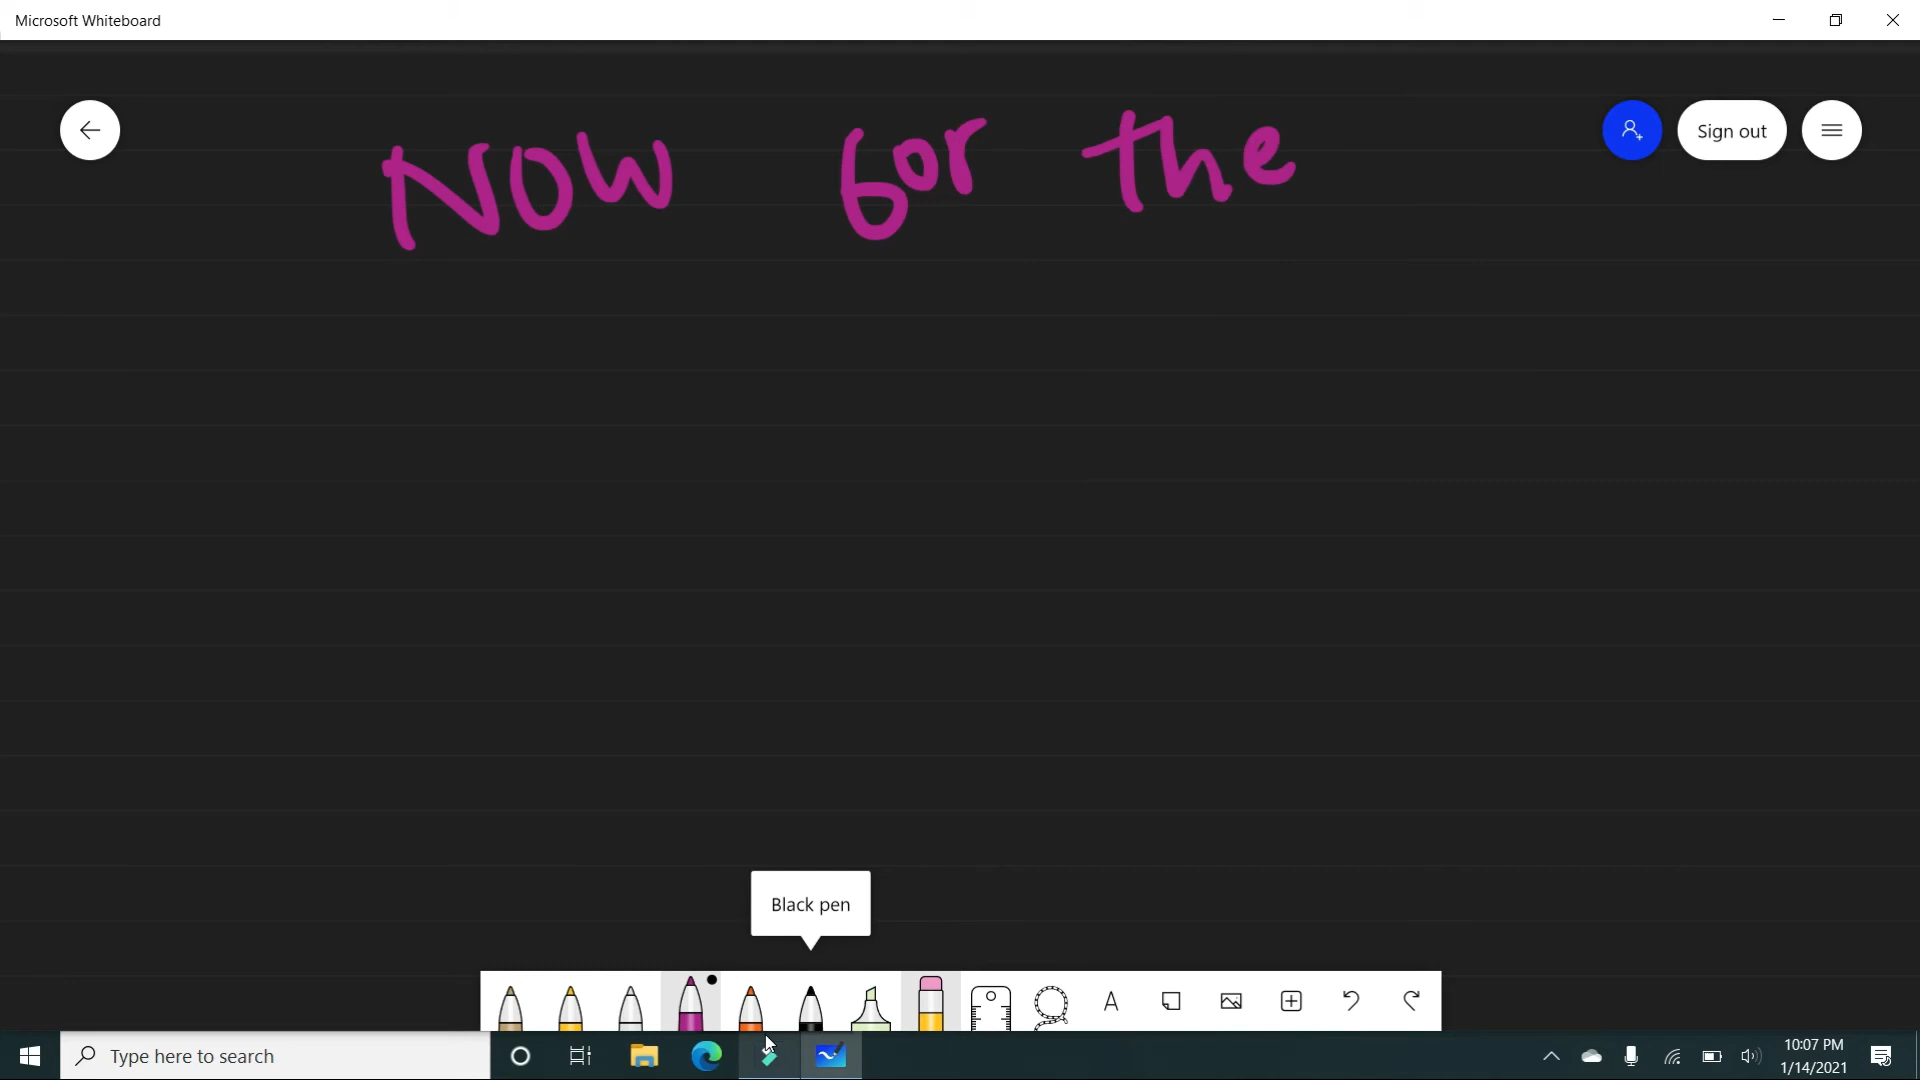 Microsoft Whiteboard
Now for the
Sign out
Black pen
Type here to search
10:07 PM
1/14/2021